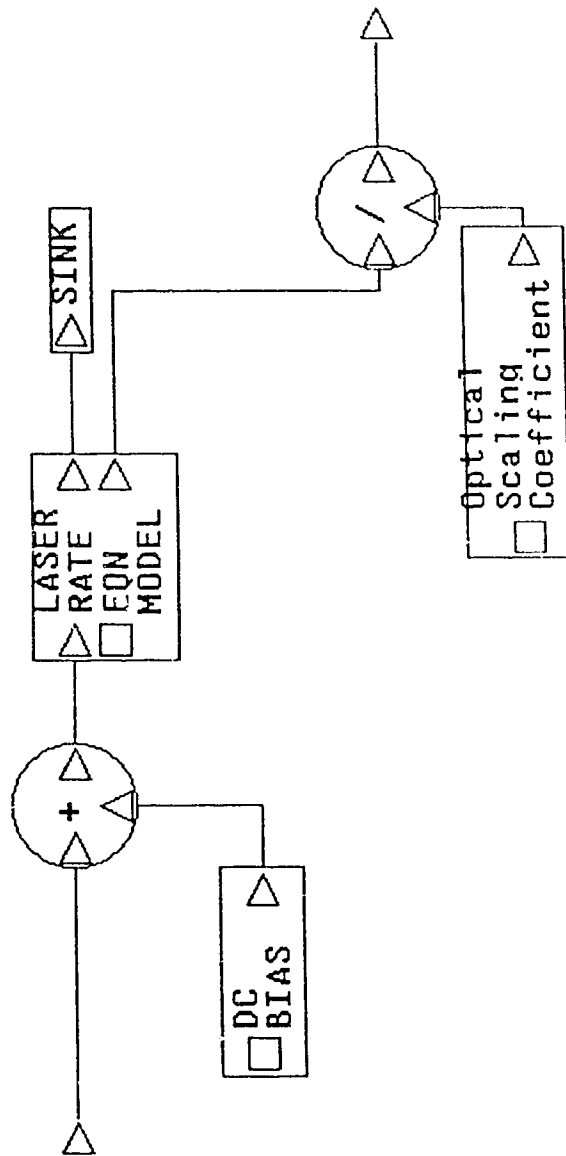 +
DC
BIAS
LASER
RATE
EQN
MODEL
SINK
/
Optical
Scaling
Coefficient